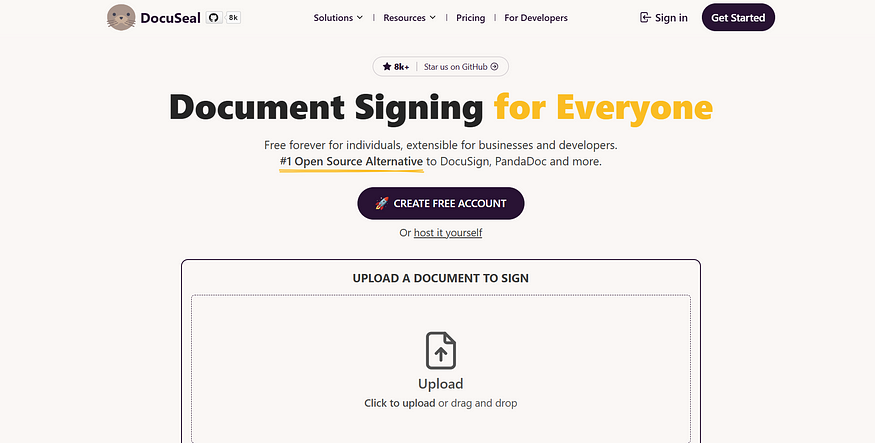 DocuSeal 8k Solutions | Resources | Pricing | For Developers Sign in Get Started
8k+ | Star us on GitHub
Document Signing for Everyone
Free forever for individuals, extensible for businesses and developers.
#1 Open Source Alternative to DocuSign, PandaDoc and more.
🚀 CREATE FREE ACCOUNT
Or host it yourself
UPLOAD A DOCUMENT TO SIGN
Upload
Click to upload or drag and drop